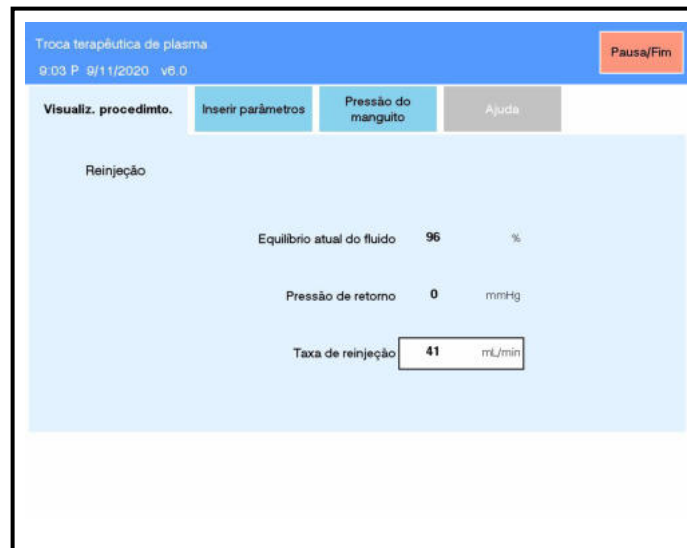 Troca terapêutica de plasma
9:03 P 9/11/2020 v6.0
Pausa/Fim
Visualiz. procedimto.
Inserir parâmetros
Pressão do
manguito
Ajuda
Reinjeção
Equilíbrio atual do fluido 96 %
Pressão de retorno 0 mmHg
Taxa de reinjeção 41 mL/min